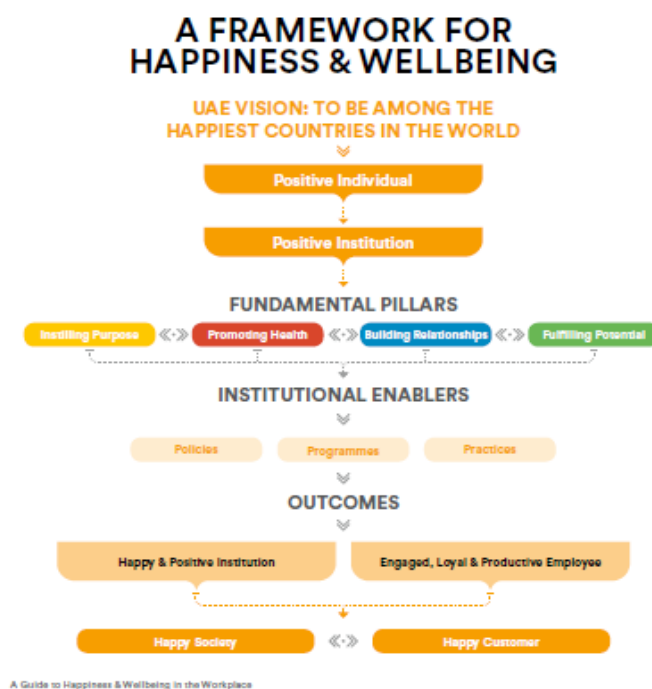 A FRAMEWORK FOR
HAPPINESS & WELLBEING
UAE VISION: TO BE AMONG THE
HAPPIEST COUNTRIES IN THE WORLD
Positive Individual
Positive Institution
FUNDAMENTAL PILLARS
Instilling Purpose
Promoting Health
Building Relationships
Fulfilling Potential
INSTITUTIONAL ENABLERS
Policies
Programmes
Practices
OUTCOMES
Happy & Positive Institution
Engaged, Loyal & Productive Employee
Happy Society
Happy Customer
A Guide to Happiness & Wellbeing in the Workplace